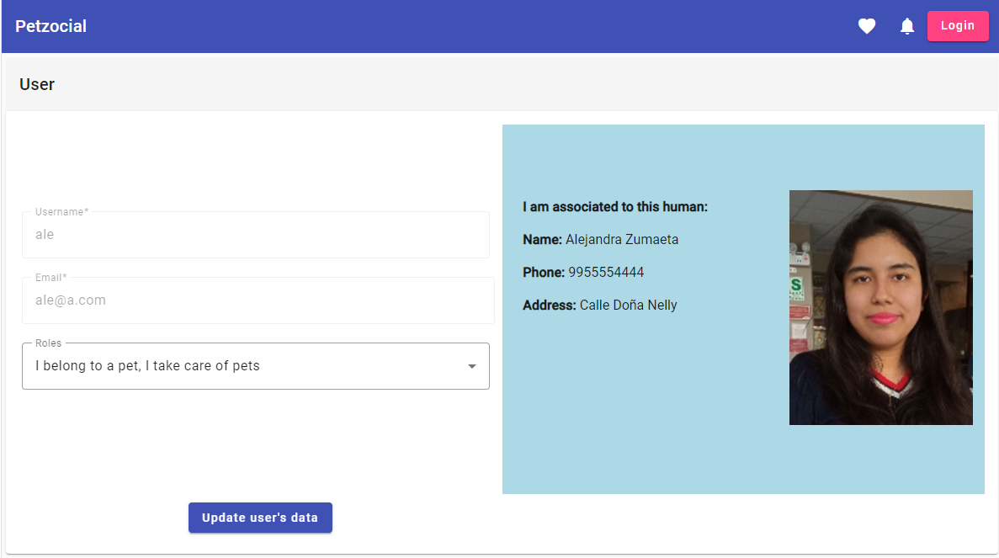 Petzocial
Login
User
Username*
ale
Email*
ale@a.com
Roles
I belong to a pet, I take care of pets
Update user's data
I am associated to this human:
Name: Alejandra Zumaeta
Phone: 9955554444
Address: Calle Doña Nelly
S